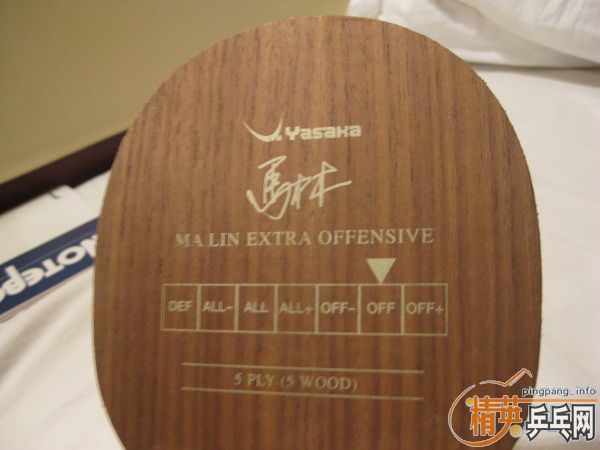 Yasaka
馬林
MA LIN EXTRA OFFENSIVE
DEF ALL- ALL ALL+ OFF- OFF OFF+
5 PLY (5 WOOD)
pingpang.info
精英乒乓网